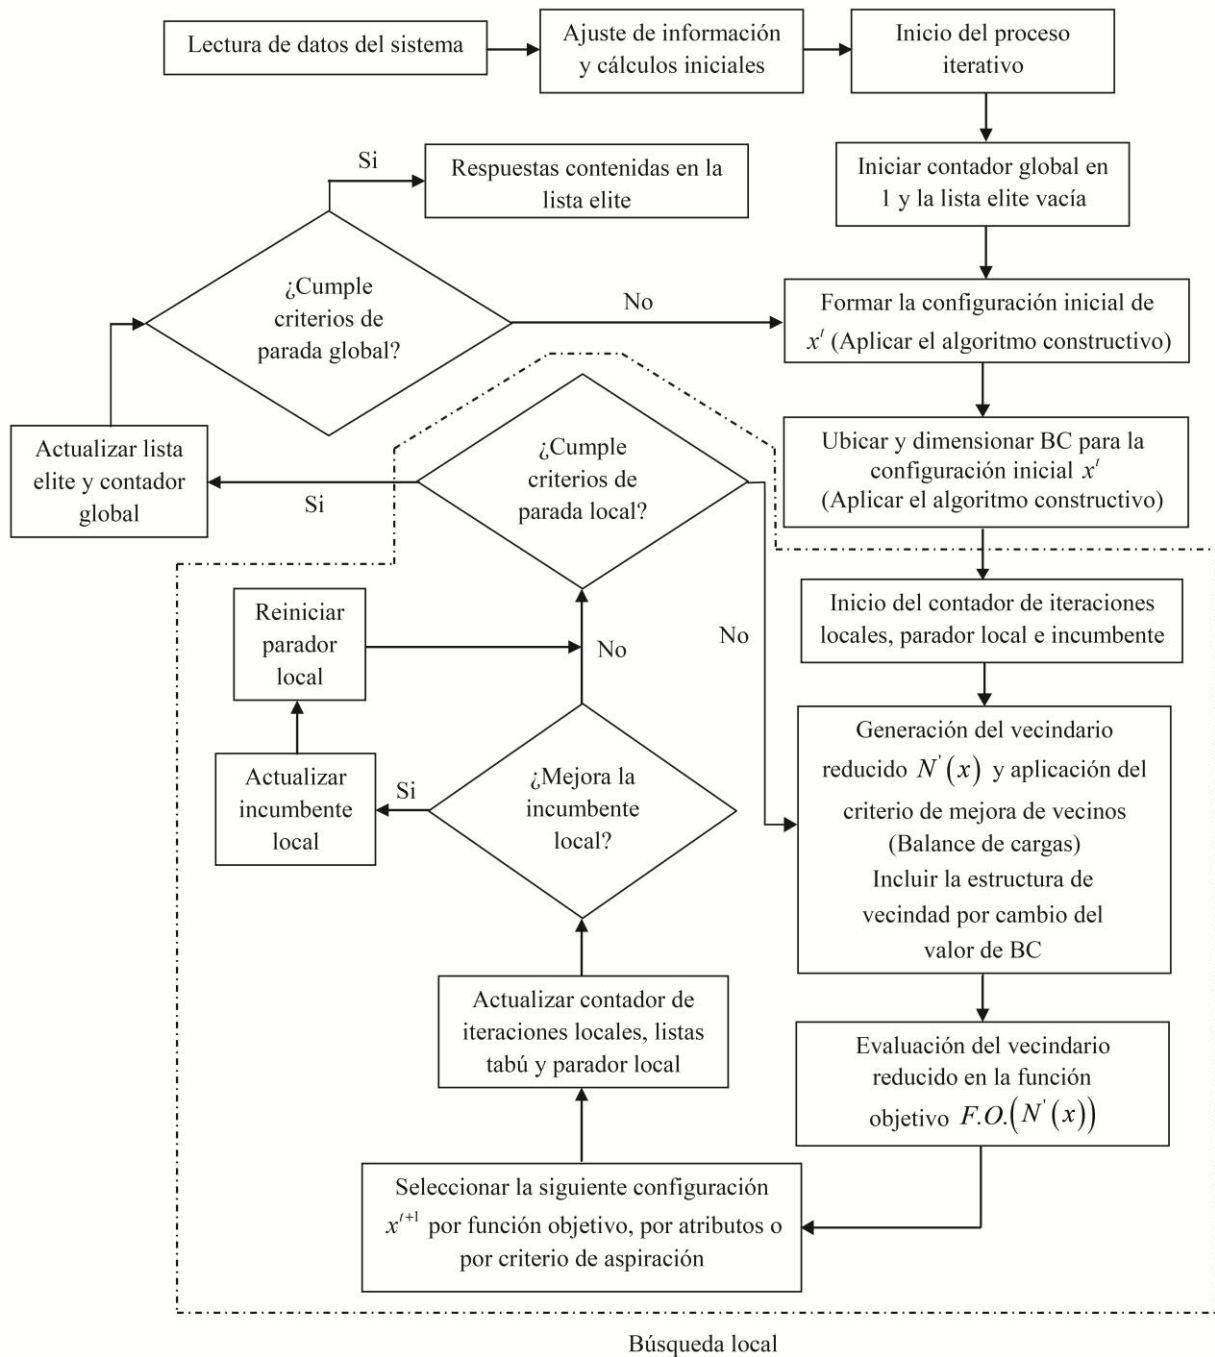 Lectura de datos del sistema
Ajuste de información
y cálculos iniciales
Inicio del proceso
iterativo
Iniciar contador global en
1 y la lista elite vacía
Si
Respuestas contenidas en la
lista elite
¿Cumple
criterios de
parada global?
No
Formar la configuración inicial de
x^t (Aplicar el algoritmo constructivo)
Ubicar y dimensionar BC para la
configuración inicial x^t
(Aplicar el algoritmo constructivo)
Actualizar lista
elite y contador
global
Si
¿Cumple
criterios de
parada local?
No
Inicio del contador de iteraciones
locales, parador local e incumbente
Reiniciar
parador
local
No
Actualizar
incumbente
local
Si
¿Mejora la
incumbente
local?
Generación del vecindario
reducido N'(x) y aplicación del
criterio de mejora de vecinos
(Balance de cargas)
Incluir la estructura de
vecindad por cambio del
valor de BC
Actualizar contador de
iteraciones locales, listas
tabú y parador local
Evaluación del vecindario
reducido en la función
objetivo F.O.(N'(x))
Seleccionar la siguiente configuración
x^{t+1} por función objetivo, por atributos o
por criterio de aspiración
Búsqueda local